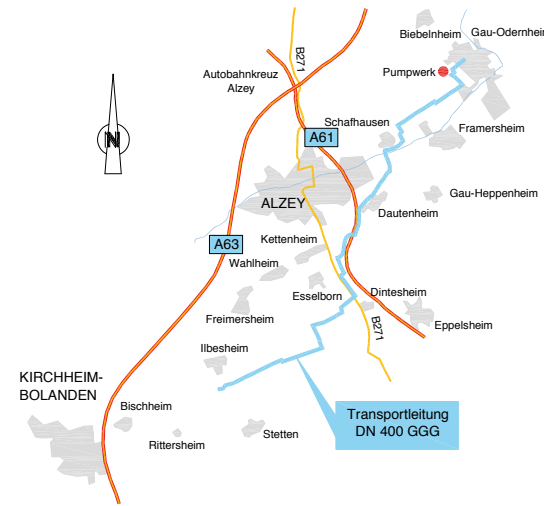 Biebelnheim
Gau-Odernheim
B271
Autobahnkreuz
Alzey
Pumpwerk
N
Schafhausen
A61
Framersheim
ALZEY
Gau-Heppenheim
Dautenheim
A63
Kettenheim
Wahlheim
Esselborn
Dintesheim
Freimersheim
B271
Eppelsheim
Ilbesheim
KIRCHHEIM-
BOLANDEN
Bischheim
Rittersheim
Stetten
Transportleitung
DN 400 GGG